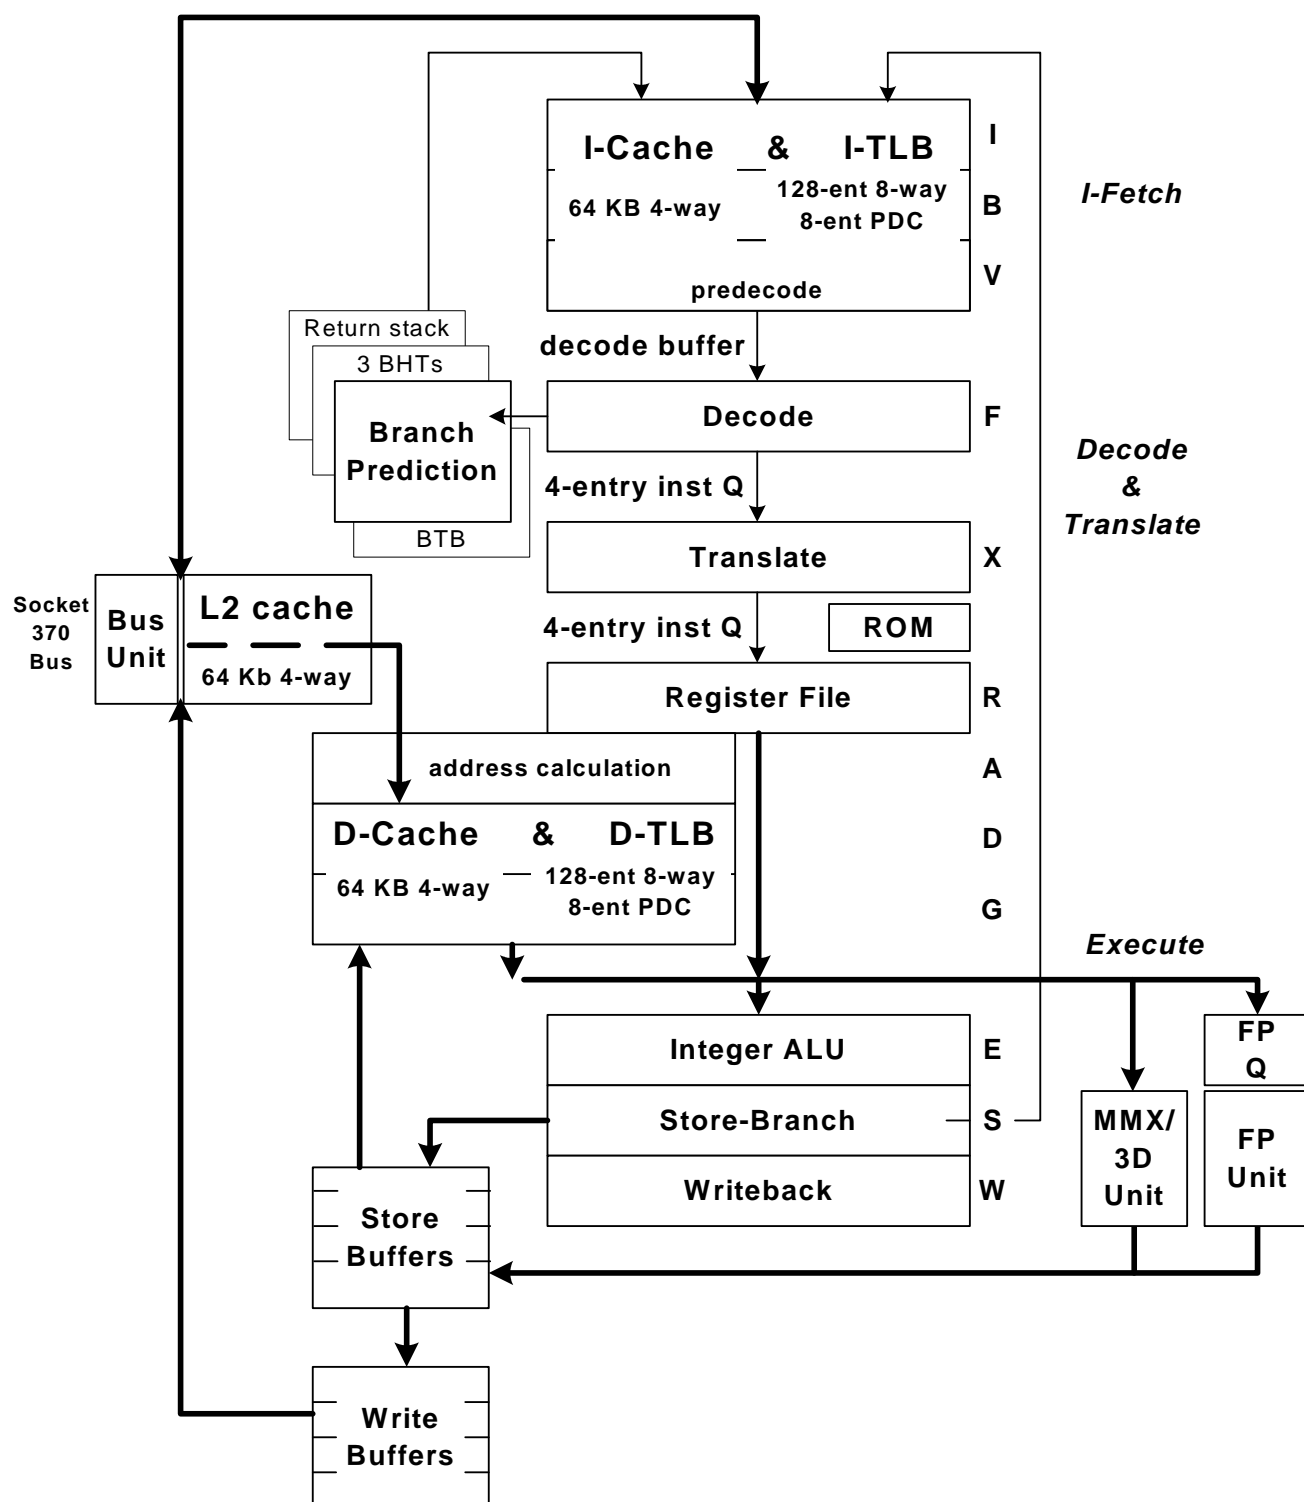 I-Cache & I-TLB
I
64 KB 4-way
128-ent 8-way
8-ent PDC
B
I-Fetch
predecode
V
Return stack
3 BHTs
Branch
Prediction
BTB
decode buffer
Decode
F
4-entry inst Q
Decode
&
Translate
Translate
X
4-entry inst Q
ROM
Socket
370
Bus
Bus
Unit
L2 cache
64 Kb 4-way
Register File
R
address calculation
A
D-Cache & D-TLB
D
64 KB 4-way
128-ent 8-way
8-ent PDC
G
Execute
Integer ALU
E
Store-Branch
S
Writeback
W
MMX/
3D
Unit
FP
Q
FP
Unit
Store
Buffers
Write
Buffers